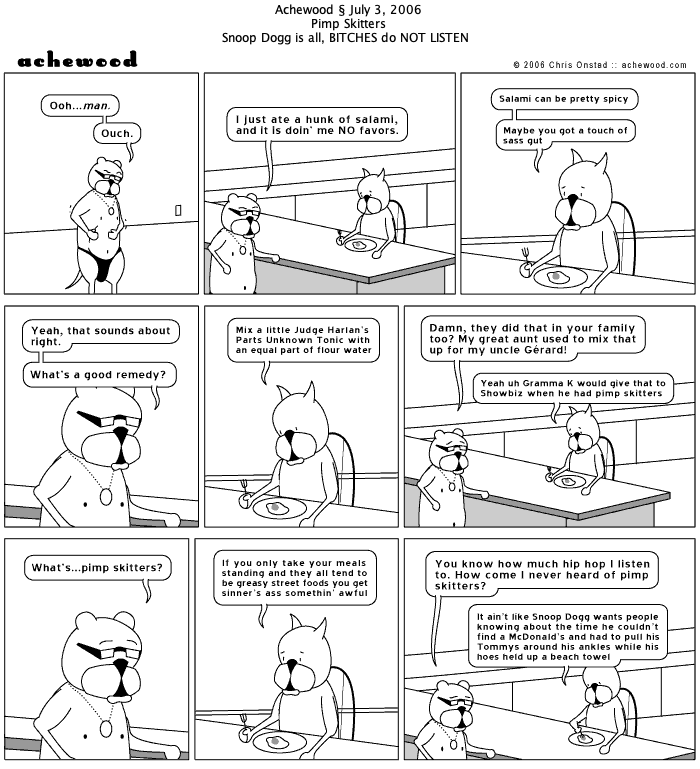 Achewood § July 3, 2006
Pimp Skitters
Snoop Dogg is all, BITCHES do NOT LISTEN
achewood
© 2006 Chris Onstad :: achewood.com
Ooh...man.
Ouch.
I just ate a hunk of salami,
and it is doin' me NO favors.
Salami can be pretty spicy
Maybe you got a touch of
sass gut
Yeah, that sounds about
right.
What's a good remedy?
Mix a little Judge Harlan's
Parts Unknown Tonic with
an equal part of flour water
Damn, they did that in your family
too? My great aunt used to mix that
up for my uncle Gérard!
Yeah uh Gramma K would give that to
Showbiz when he had pimp skitters
What's...pimp skitters?
If you only take your meals
standing and they all tend to
be greasy street foods you get
sinner's ass somethin' awful
You know how much hip hop I listen
to. How come I never heard of pimp
skitters?
It ain't like Snoop Dogg wants people
knowing about the time he couldn't
find a McDonald's and had to pull his
Tommys around his ankles while his
hoes held up a beach towel